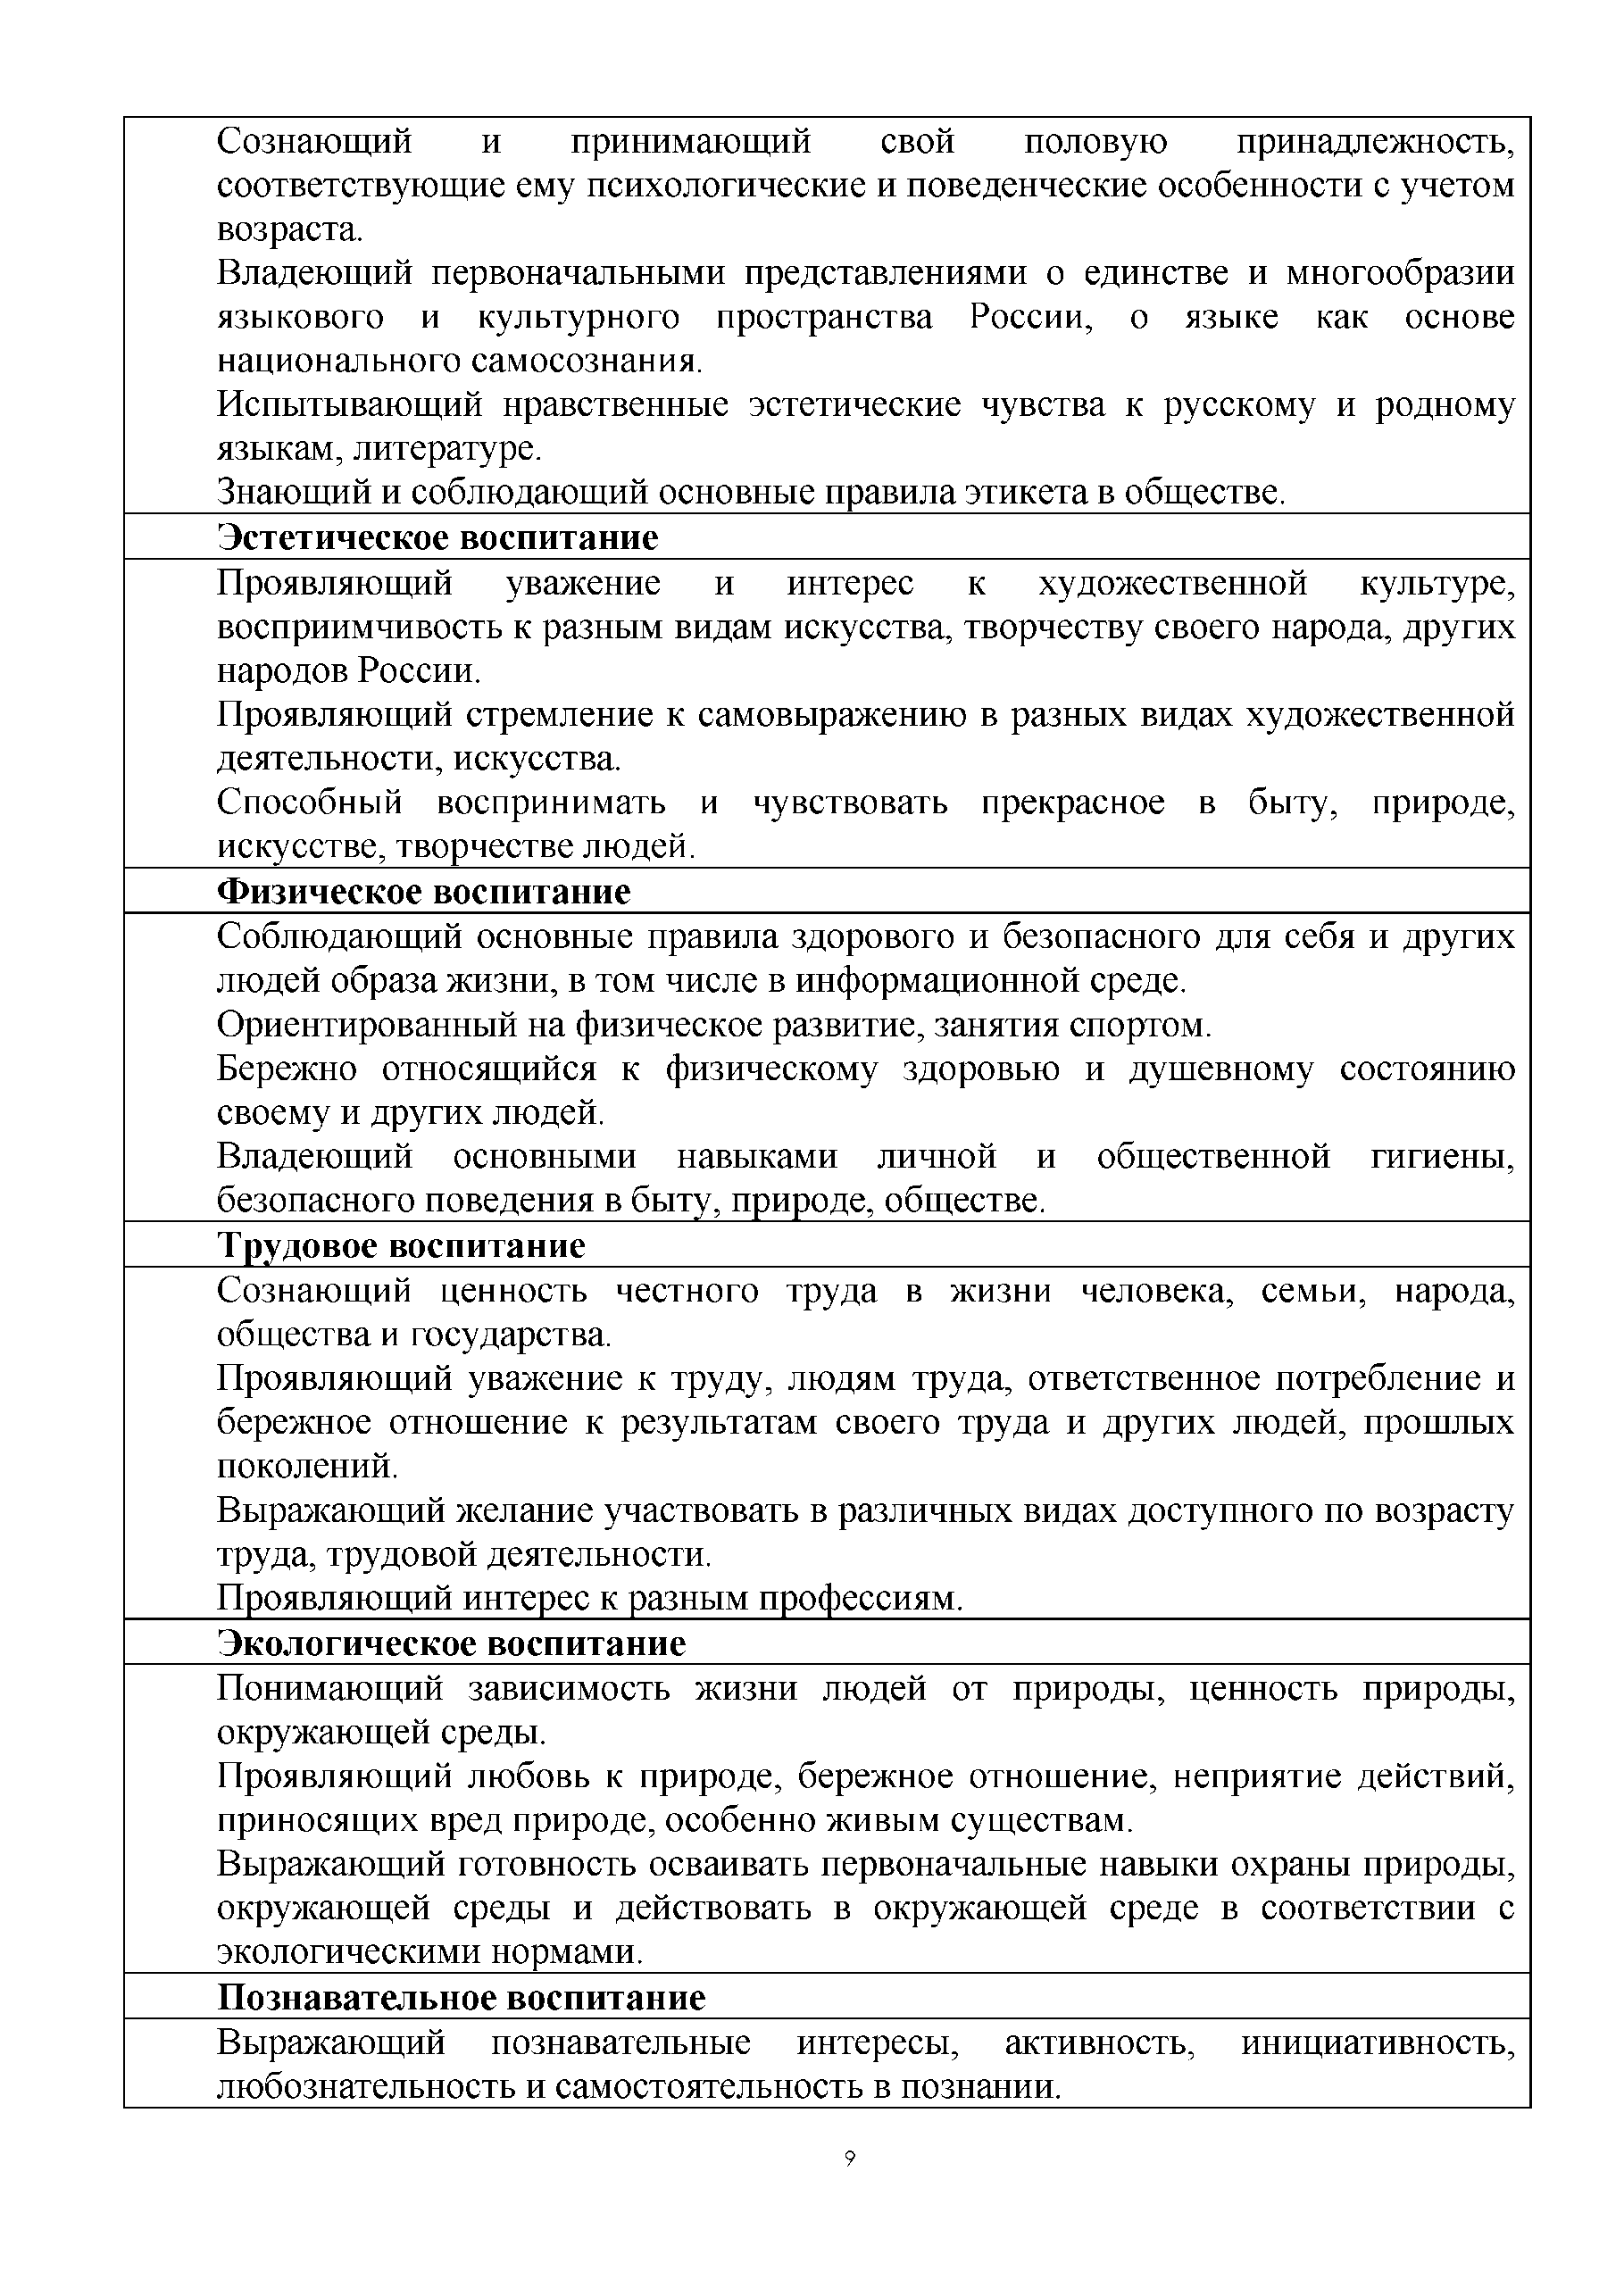 Сознающий и принимающий свой половую принадлежность,
соответствующие ему психологические и поведенческие особенности с учетом
возраста.
Владеющий первоначальными представлениями о единстве и многообразии
языкового и культурного пространства России, о языке как основе
национального самосознания.
Испытывающий нравственные эстетические чувства к русскому и родному
языкам, литературе.
Знающий и соблюдающий основные правила этикета в обществе.
Эстетическое воспитание
Проявляющий уважение и интерес к художественной культуре,
восприимчивость к разным видам искусства, творчеству своего народа, других
народов России.
Проявляющий стремление к самовыражению в разных видах художественной
деятельности, искусства.
Способный воспринимать и чувствовать прекрасное в быту, природе,
искусстве, творчестве людей.
Физическое воспитание
Соблюдающий основные правила здорового и безопасного для себя и других
людей образа жизни, в том числе в информационной среде.
Ориентированный на физическое развитие, занятия спортом.
Бережно относящийся к физическому здоровью и душевному состоянию
своему и других людей.
Владеющий основными навыками личной и общественной гигиены,
безопасного поведения в быту, природе, обществе.
Трудовое воспитание
Сознающий ценность честного труда в жизни человека, семьи, народа,
общества и государства.
Проявляющий уважение к труду, людям труда, ответственное потребление и
бережное отношение к результатам своего труда и других людей, прошлых
поколений.
Выражающий желание участвовать в различных видах доступного по возрасту
труда, трудовой деятельности.
Проявляющий интерес к разным профессиям.
Экологическое воспитание
Понимающий зависимость жизни людей от природы, ценность природы,
окружающей среды.
Проявляющий любовь к природе, бережное отношение, неприятие действий,
приносящих вред природе, особенно живым существам.
Выражающий готовность осваивать первоначальные навыки охраны природы,
окружающей среды и действовать в окружающей среде в соответствии с
экологическими нормами.
Познавательное воспитание
Выражающий познавательные интересы, активность, инициативность,
любознательность и самостоятельность в познании.
9